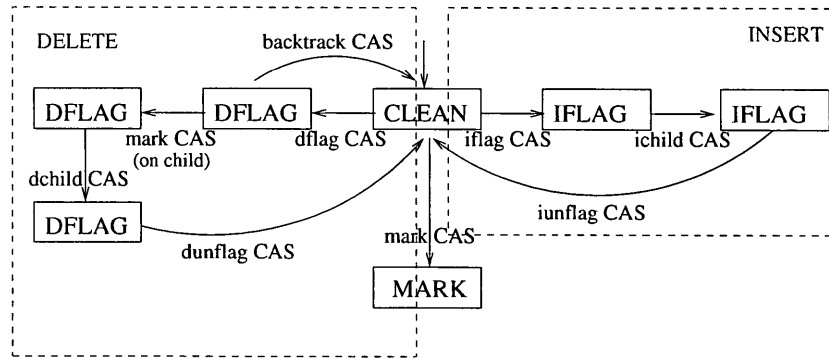 DELETE
backtrack CAS
INSERT
DFLAG
DFLAG
CLEAN
IFLAG
IFLAG
mark CAS
(on child)
dflag CAS
iflag CAS
ichild CAS
dchild CAS
DFLAG
dunflag CAS
iunflag CAS
mark CAS
MARK